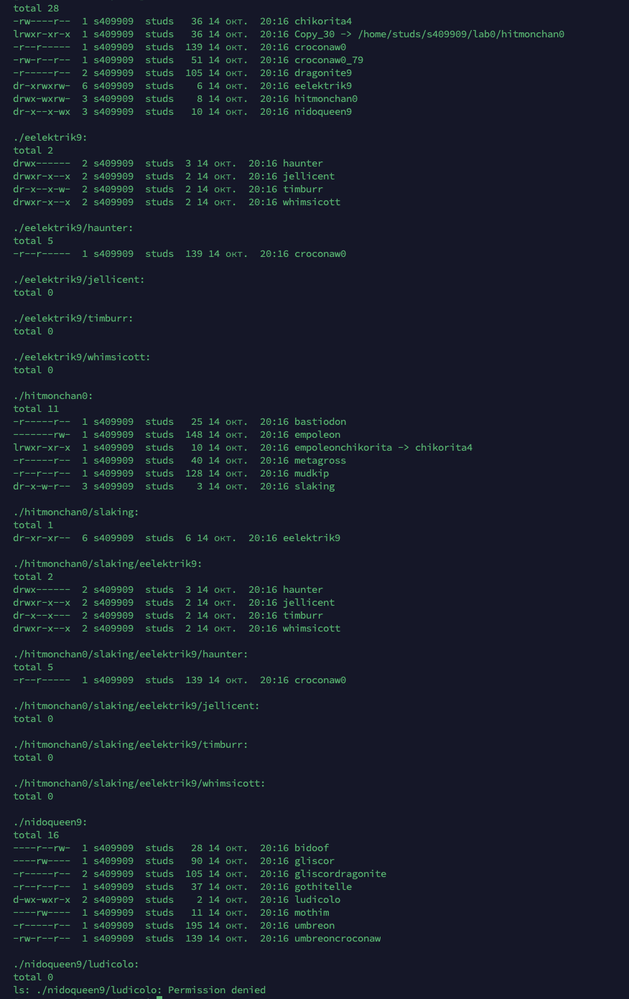 total 28
-rw----r--  1 s409909  studs   36 14 окт.  20:16 chikorita4
lrwxr-xr-x  1 s409909  studs   36 14 окт.  20:16 Copy_30 -> /home/studs/s409909/lab0/hitmonchan0
-r--r-----  1 s409909  studs  139 14 окт.  20:16 croconaw0
-rw-r--r--  1 s409909  studs   51 14 окт.  20:16 croconaw0_79
-r-----r--  2 s409909  studs  105 14 окт.  20:16 dragonite9
dr-xrwxrw-  6 s409909  studs    6 14 окт.  20:16 eelektrik9
drwx-wxrw-  3 s409909  studs    8 14 окт.  20:16 hitmonchan0
dr-x--x-wx  3 s409909  studs   10 14 окт.  20:16 nidoqueen9

./eelektrik9:
total 2
drwx------  2 s409909  studs  3 14 окт.  20:16 haunter
drwxr-x--x  2 s409909  studs  2 14 окт.  20:16 jellicent
dr-x--x-w-  2 s409909  studs  2 14 окт.  20:16 timburr
drwxr-x--x  2 s409909  studs  2 14 окт.  20:16 whimsicott

./eelektrik9/haunter:
total 5
-r--r-----  1 s409909  studs  139 14 окт.  20:16 croconaw0

./eelektrik9/jellicent:
total 0

./eelektrik9/timburr:
total 0

./eelektrik9/whimsicott:
total 0

./hitmonchan0:
total 11
-r-----r--  1 s409909  studs   25 14 окт.  20:16 bastiodon
-------rw-  1 s409909  studs  148 14 окт.  20:16 empoleon
lrwxr-xr-x  1 s409909  studs   10 14 окт.  20:16 empoleonchikorita -> chikorita4
-r-----r--  1 s409909  studs   40 14 окт.  20:16 metagross
-r--r--r--  1 s409909  studs  128 14 окт.  20:16 mudkip
dr-x-w-r--  3 s409909  studs    3 14 окт.  20:16 slaking

./hitmonchan0/slaking:
total 1
dr-xr-xr--  6 s409909  studs  6 14 окт.  20:16 eelektrik9

./hitmonchan0/slaking/eelektrik9:
total 2
drwx------  2 s409909  studs  3 14 окт.  20:16 haunter
drwxr-x--x  2 s409909  studs  2 14 окт.  20:16 jellicent
dr-x--x---  2 s409909  studs  2 14 окт.  20:16 timburr
drwxr-x--x  2 s409909  studs  2 14 окт.  20:16 whimsicott

./hitmonchan0/slaking/eelektrik9/haunter:
total 5
-r--r-----  1 s409909  studs  139 14 окт.  20:16 croconaw0

./hitmonchan0/slaking/eelektrik9/jellicent:
total 0

./hitmonchan0/slaking/eelektrik9/timburr:
total 0

./hitmonchan0/slaking/eelektrik9/whimsicott:
total 0

./nidoqueen9:
total 16
----r--rw-  1 s409909  studs   28 14 окт.  20:16 bidoof
----rw----  1 s409909  studs   90 14 окт.  20:16 gliscor
-r-----r--  2 s409909  studs  105 14 окт.  20:16 gliscordragonite
-r--r--r--  1 s409909  studs   37 14 окт.  20:16 gothitelle
d-wx-wxr-x  2 s409909  studs    2 14 окт.  20:16 ludicolo
----rw----  1 s409909  studs   11 14 окт.  20:16 mothim
-r-----r--  1 s409909  studs  195 14 окт.  20:16 umbreon
-rw-r--r--  1 s409909  studs  139 14 окт.  20:16 umbreoncroconaw

./nidoqueen9/ludicolo:
total 0
ls: ./nidoqueen9/ludicolo: Permission denied